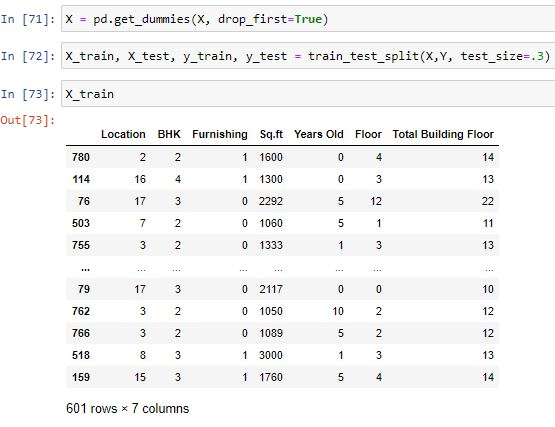 In [71]: X = pd.get_dummies(X, drop_first=True)
In [72]: X_train, X_test, y_train, y_test = train_test_split(X,Y, test_size=.3)
In [73]: X_train
Out[73]:
Location BHK Furnishing Sq.ft Years Old Floor Total Building Floor
780 2 2 1 1600 0 4 14
114 16 4 1 1300 0 3 13
76 17 3 0 2292 5 12 22
503 7 2 0 1060 5 1 11
755 3 2 0 1333 1 3 13
... ... ... ... ... ... ... ...
79 17 3 0 2117 0 0 10
762 3 2 0 1050 10 2 12
766 3 2 0 1089 5 2 12
518 8 3 1 3000 1 3 13
159 15 3 1 1760 5 4 14
601 rows × 7 columns